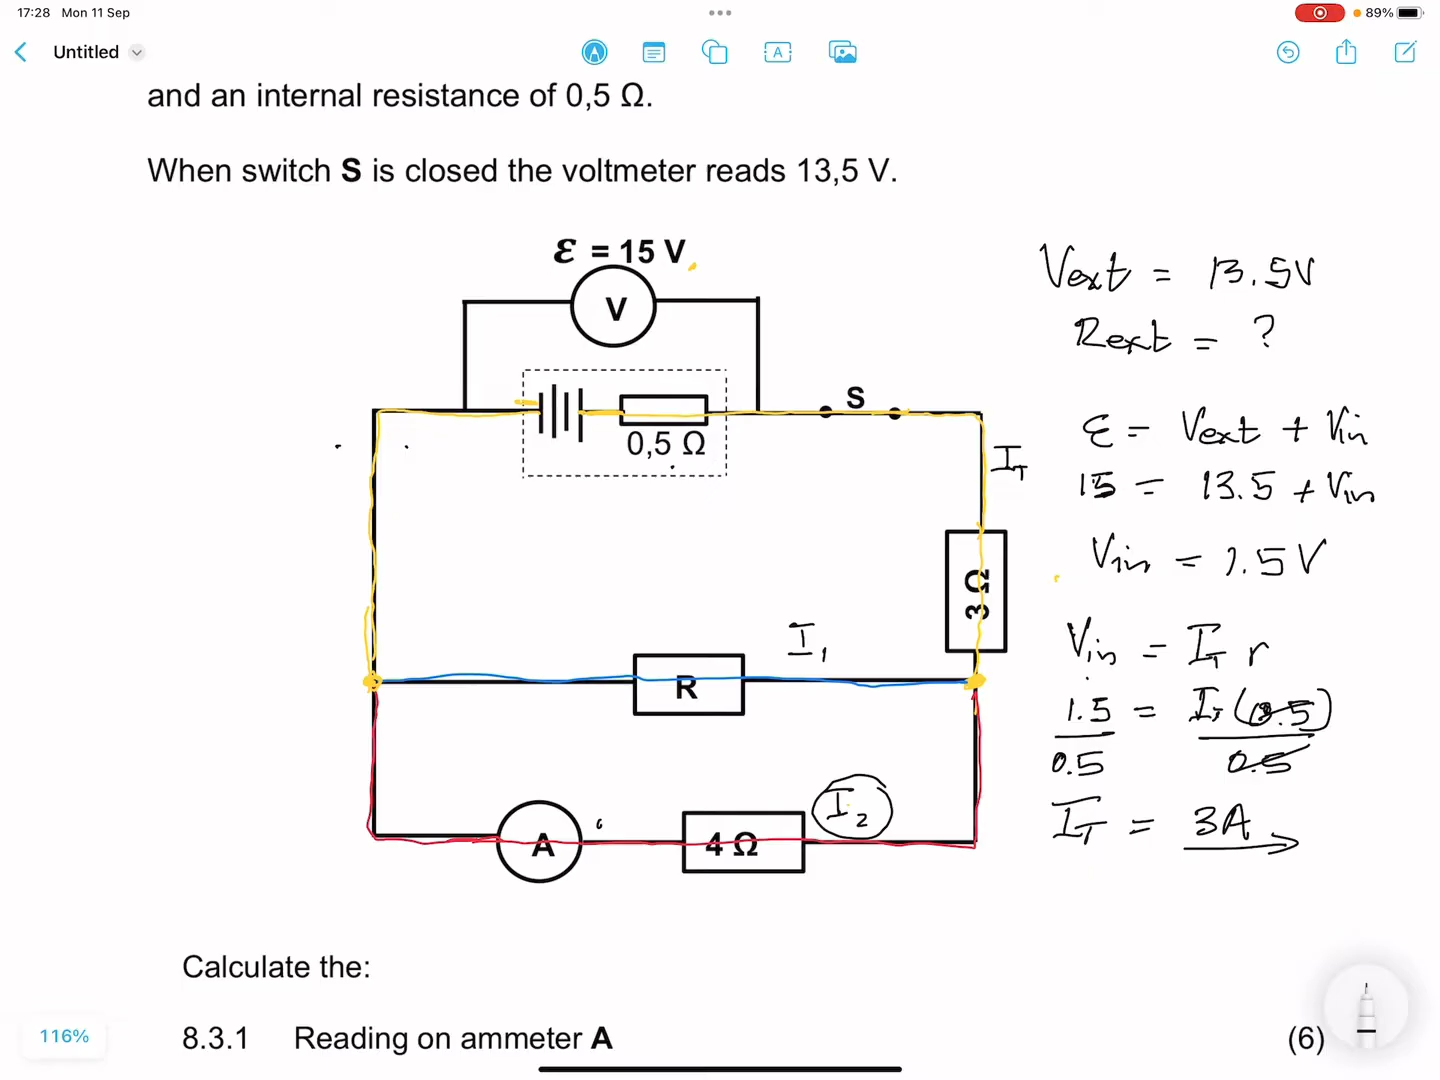 17:28 Mon 11 Sep
89%
Untitled
A
and an internal resistance of 0,5 Ω.
When switch S is closed the voltmeter reads 13,5 V.
Ɛ = 15 V
V
S
0,5 Ω
I_T
3 Ω
I_1
R
I_2
A
4 Ω
Vext = 13.5V
Rext = ?
Ɛ = Vext + Vin
15 = 13.5 + Vin
Vin = 1.5V
Vin = I_T r
1.5 = I_T (0.5)
0.5 0.5
I_T = 3A
Calculate the:
116%
8.3.1 Reading on ammeter A (6)